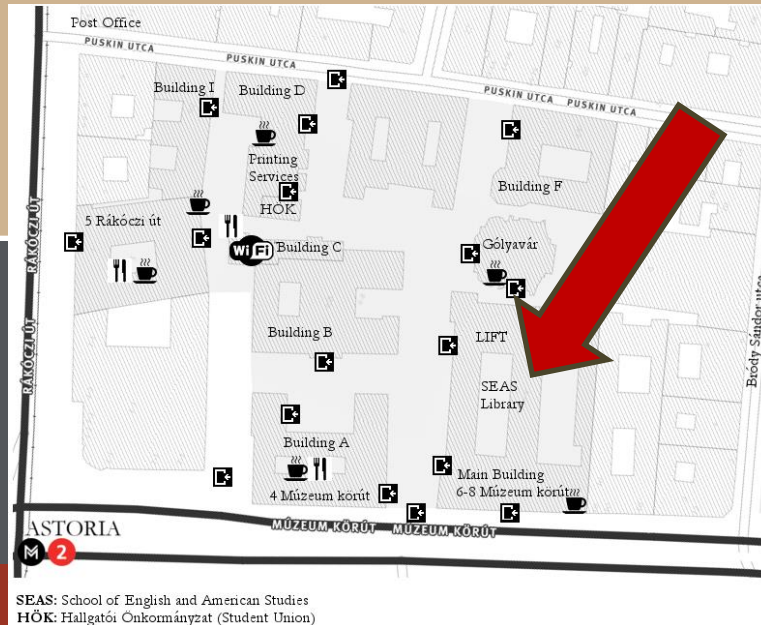 Post Office
PUSKIN UTCA
PUSKIN UTCA
PUSKIN UTCA PUSKIN UTCA
Building I
Building D
Printing
Services
HÖK
Building F
5 Rákóczi út
RÁKÓCZI ÚT
RÁKÓCZI ÚT
WiFi
Building C
Gólyavár
Bródy Sándor utca
Building B
LIFT
SEAS
Library
Building A
4 Múzeum körút
Main Building
6-8 Múzeum körút
MÚZEUM KÖRÚT MÚZEUM KÖRÚT
ASTORIA
M 2
SEAS: School of English and American Studies
HÖK: Hallgatói Önkormányzat (Student Union)